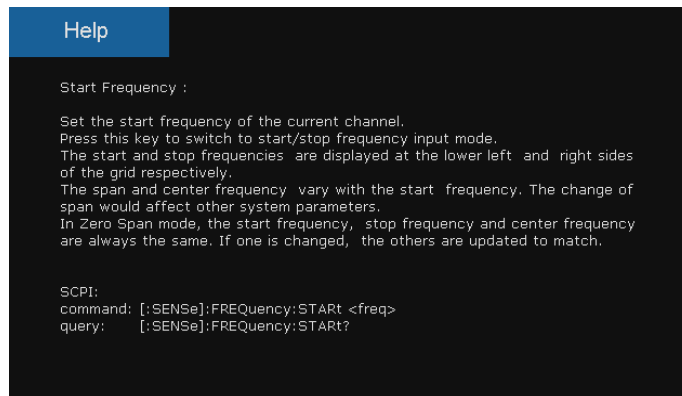 Help
Start Frequency :
Set the start frequency of the current channel.
Press this key to switch to start/stop frequency input mode.
The start and stop frequencies are displayed at the lower left and right sides
of the grid respectively.
The span and center frequency vary with the start frequency. The change of
span would affect other system parameters.
In Zero Span mode, the start frequency, stop frequency and center frequency
are always the same. If one is changed, the others are updated to match.
SCPI:
command: [:SENSe]:FREQuency:STARt <freq>
query: [:SENSe]:FREQuency:STARt?